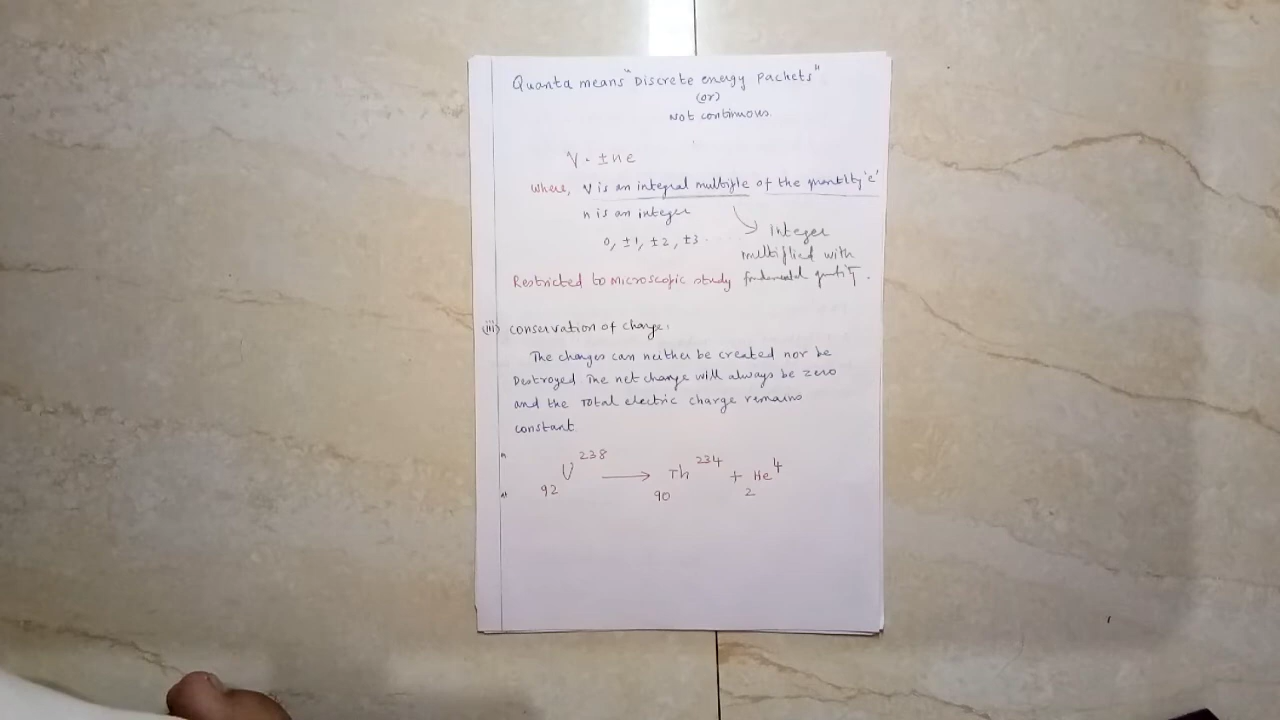 Quanta means "Discrete energy packets"
(or)
Not continuous.
V = ±ne
where, V is an integral multiple of the quantity 'e'
n is an integer
0, ±1, ±2, ±3.
Integer
multiplied with
fundamental
Restricted to Microscopic study
(iii) conservation of charge:
The charges can neither be created nor be
Destroyed The net charge will always be zero
and the Total electric charge remains
constant
92 U 238 → 90 Th 234 + 2 He 4